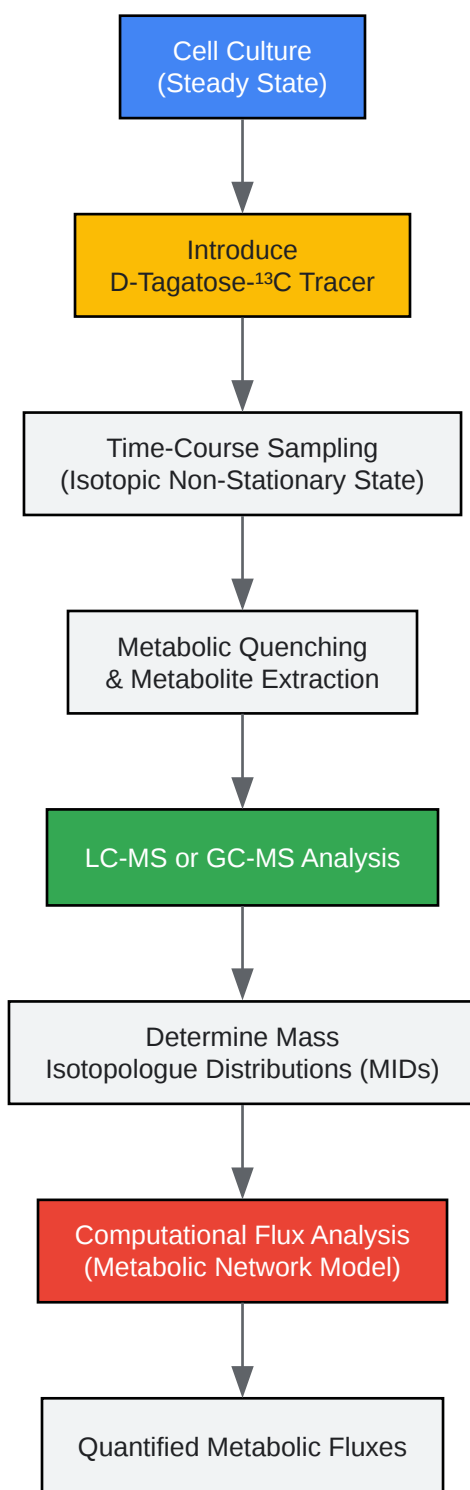 Cell Culture
(Steady State)
Introduce
D-Tagatose-¹³C Tracer
Time-Course Sampling
(Isotopic Non-Stationary State)
Metabolic Quenching
& Metabolite Extraction
LC-MS or GC-MS Analysis
Determine Mass
Isotopologue Distributions (MIDs)
Computational Flux Analysis
(Metabolic Network Model)
Quantified Metabolic Fluxes